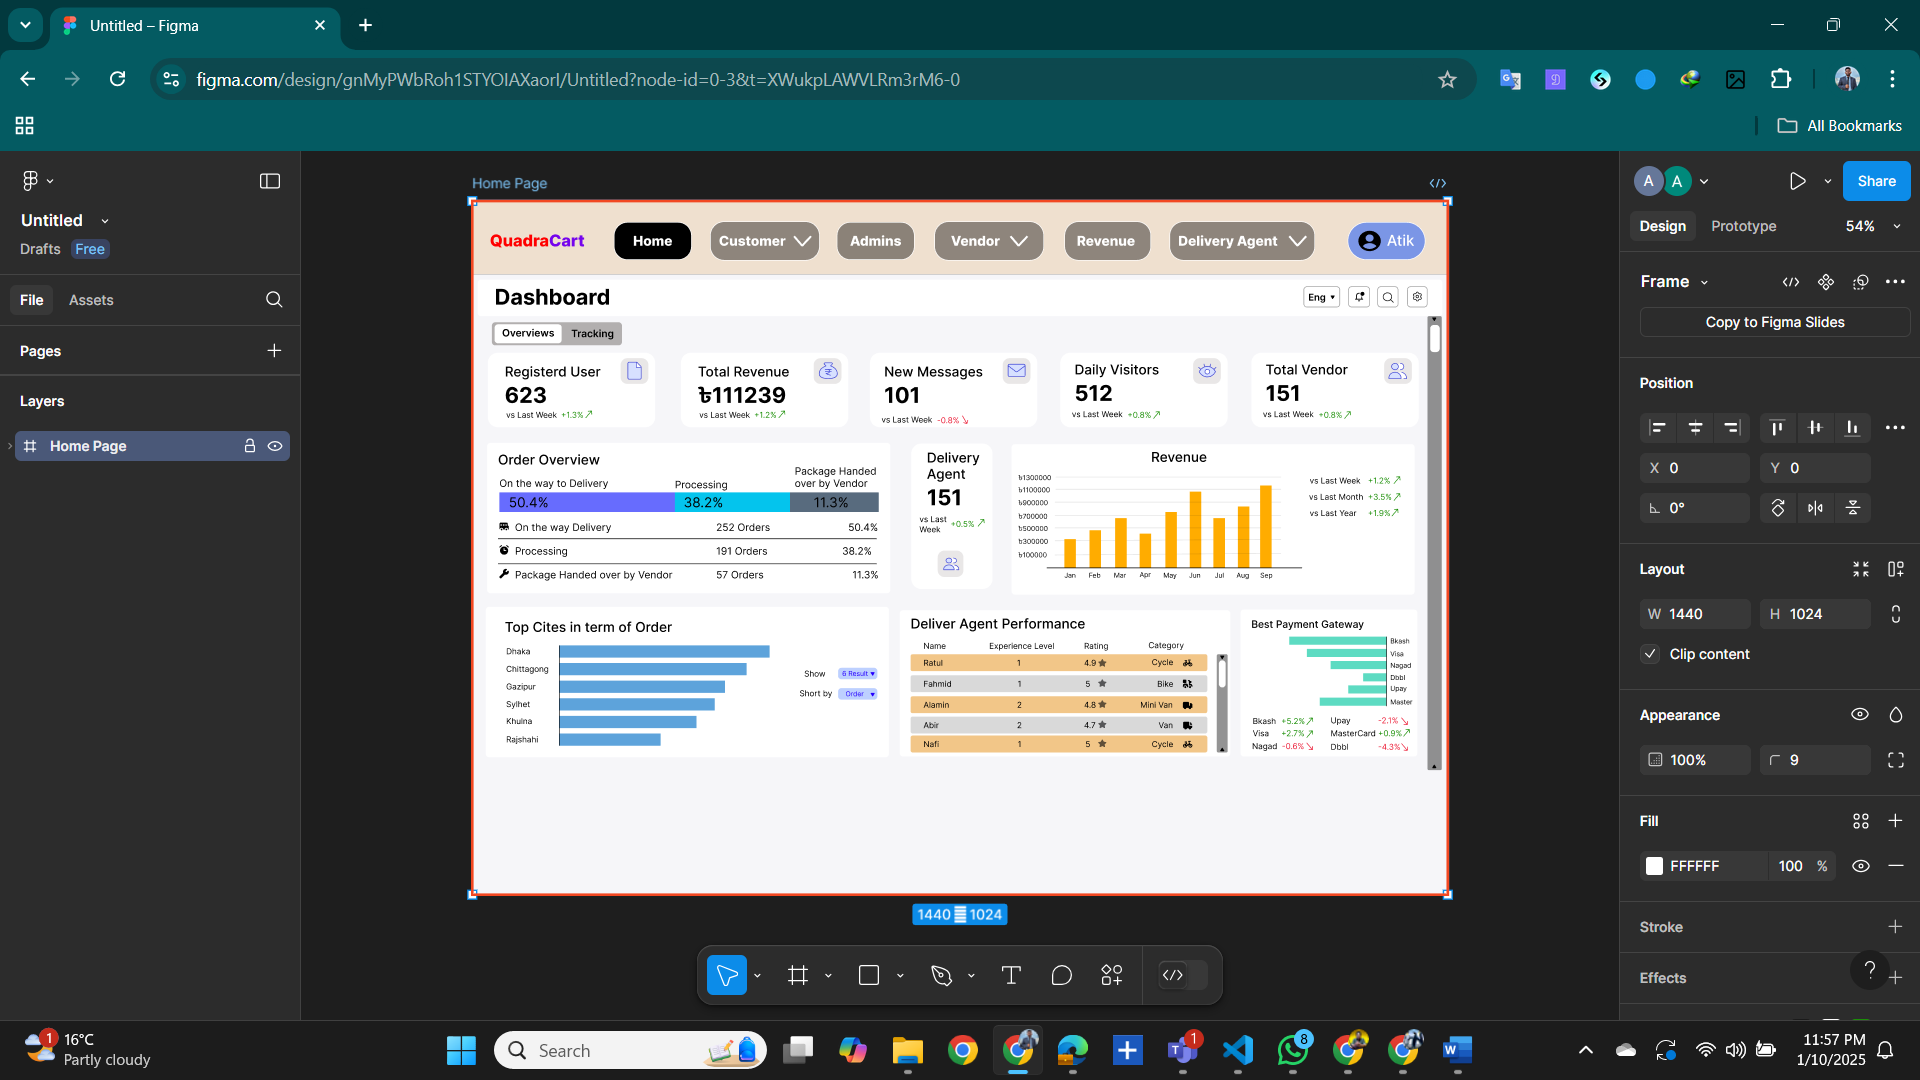 Untitled – Figma
figma.com/design/gnMyPWbRoh1STYOIAXaorI/Untitled?node-id=0-3&t=XWukpLAWVLRm3rM6-0
All Bookmarks
Untitled
Drafts Free
File Assets
Pages
Layers
Home Page
Home Page
QuadraCart Home Customer Admins Vendor Revenue Delivery Agent Atik
Dashboard
Eng
Overviews Tracking
Registerd User
623
vs Last Week +1.3%
Total Revenue
৳111239
vs Last Week +1.2%
New Messages
101
vs Last Week -0.8%
Daily Visitors
512
vs Last Week +0.8%
Total Vendor
151
vs Last Week +0.8%
Order Overview
On the way to Delivery Processing Package Handed over by Vendor
50.4% 38.2% 11.3%
On the way Delivery 252 Orders 50.4%
Processing 191 Orders 38.2%
Package Handed over by Vendor 57 Orders 11.3%
Delivery
Agent
151
vs Last Week +0.5%
Revenue
৳1300000
৳1100000
৳900000
৳700000
৳500000
৳300000
৳100000
Jan Feb Mar Apr May Jun Jul Aug Sep
vs Last Week +1.2%
vs Last Month +3.5%
vs Last Year +1.9%
Top Cites in term of Order
Dhaka
Chittagong
Gazipur
Sylhet
Khulna
Rajshahi
Show 6 Result
Short by Order
Deliver Agent Performance
Name Experience Level Rating Category
Ratul 1 4.9 Cycle
Fahmid 1 5 Bike
Alamin 2 4.8 Mini Van
Abir 2 4.7 Van
Nafi 1 5 Cycle
Best Payment Gateway
Bkash
Visa
Nagad
Dbbl
Upay
Master
Bkash +5.2% Upay -2.1%
Visa +2.7% MasterCard +0.9%
Nagad -0.6% Dbbl -4.3%
1440 1024
A A Share
Design Prototype 54%
Frame
Copy to Figma Slides
Position
X 0 Y 0
0°
Layout
W 1440 H 1024
Clip content
Appearance
100% 9
Fill
FFFFFF 100 %
Stroke
Effects
?
1
16°C
Partly cloudy
Search
1
8
11:57 PM
1/10/2025